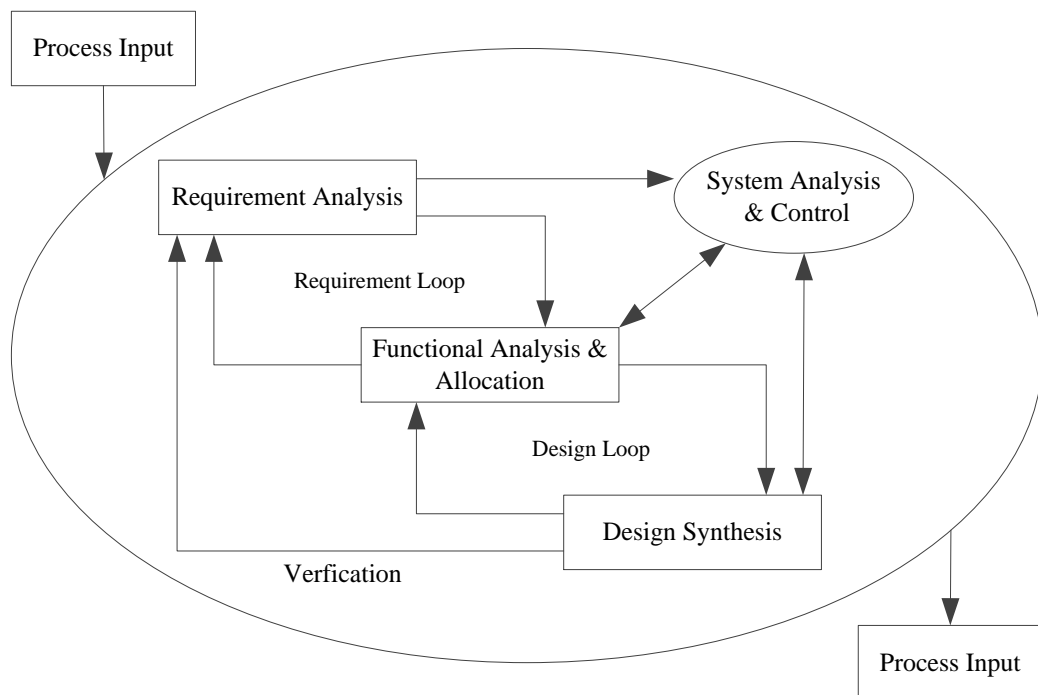 Process Input
Requirement Analysis
System Analysis
& Control
Requirement Loop
Functional Analysis &
Allocation
Design Loop
Design Synthesis
Verfication
Process Input